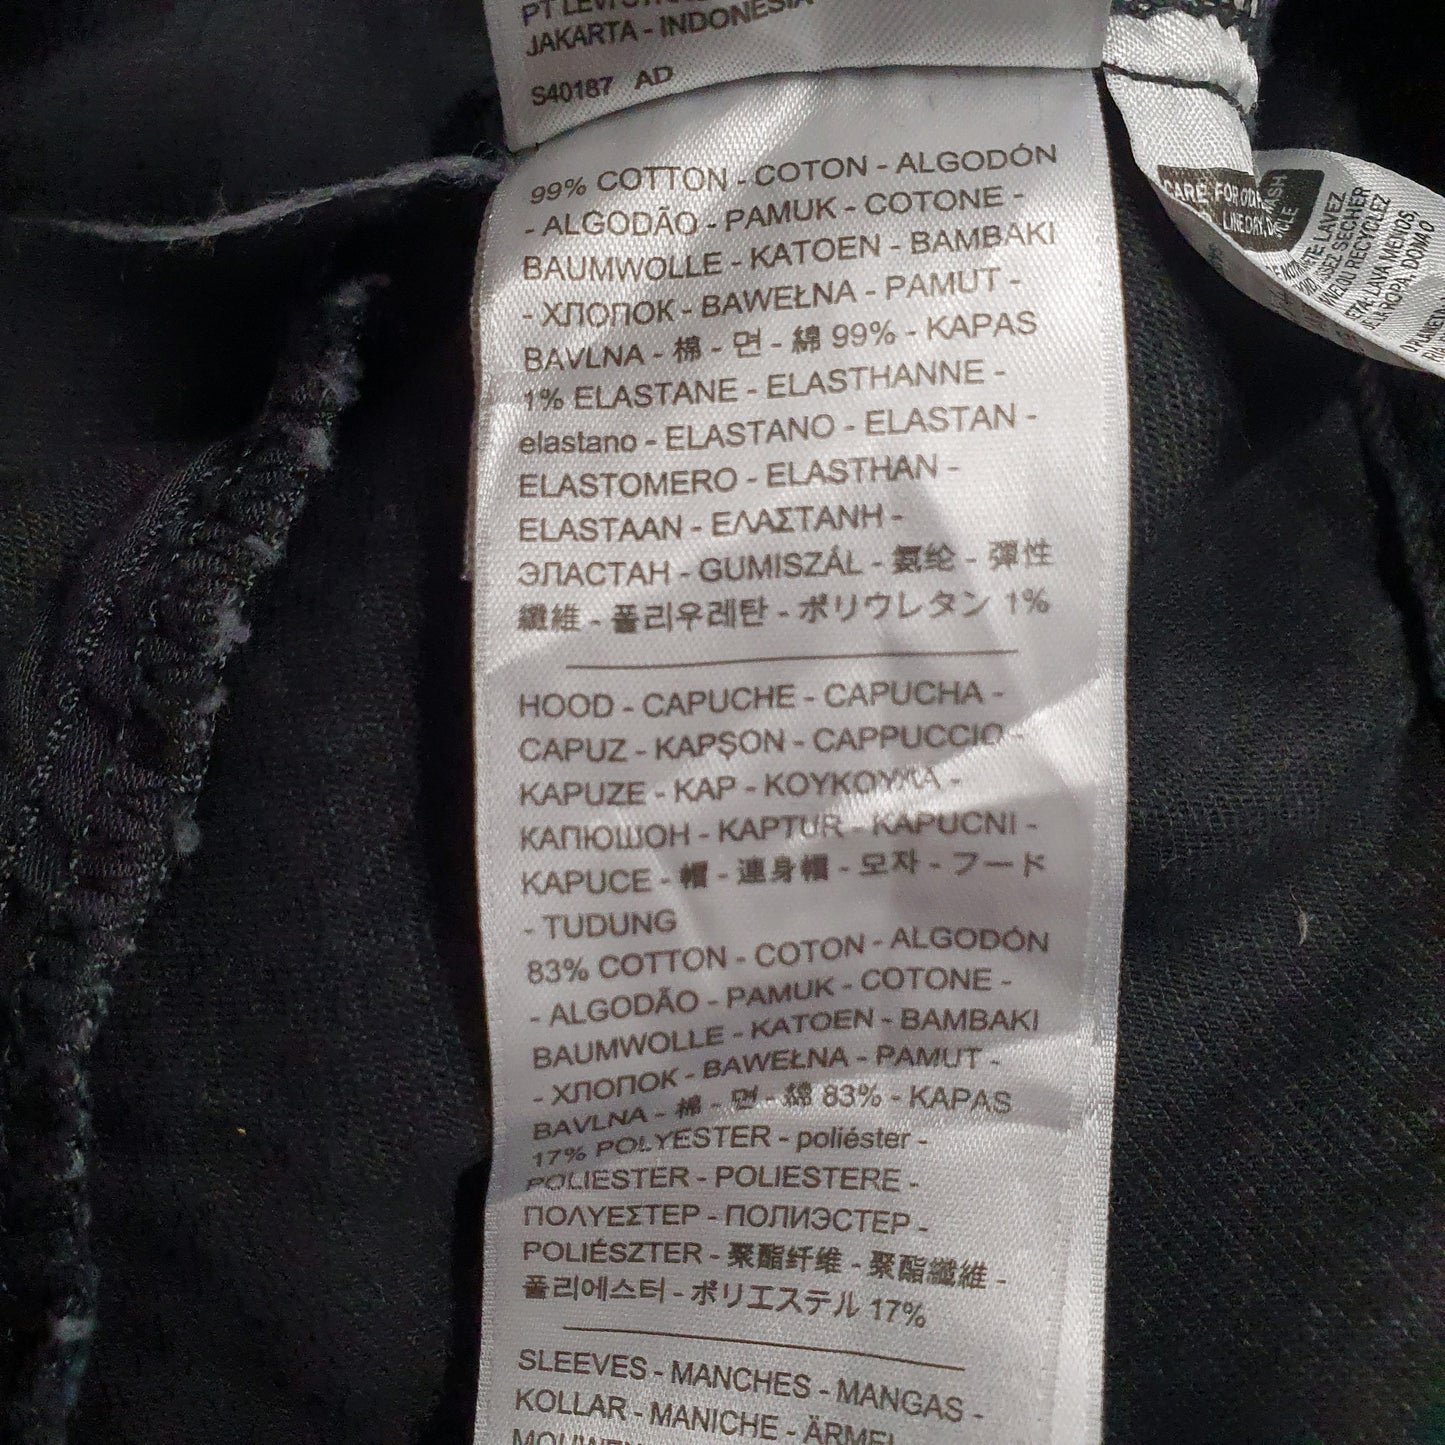 JAKARTA - INDONESIA
S40187 AD
99% COTTON - COTON - ALGODÓN
- ALGODÃO - PAMUK - COTONE -
BAUMWOLLE - KATOEN - BAMBAKI
- ХЛОПОК - BAWEŁNA - PAMUT -
BAVLNA - 棉 - 면 - 綿 99% - KAPAS
1% ELASTANE - ELASTHANNE -
elastano - ELASTANO - ELASTAN -
ELASTOMERO - ELASTHAN -
ELASTAAN - ΕΛΑΣΤΑΝΗ -
ЭЛАСТАН - GUMISZÁL - 氨纶 - 彈性
纖維 - 폴리우레탄 - ポリウレタン 1%
HOOD - CAPUCHE - CAPUCHA -
CAPUZ - KAPŞON - CAPPUCCIO -
KAPUZE - KAP - ΚΟΥΚΟΥΛΑ -
КАПЮШОН - KAPTUR - KAPUCNI -
KAPUCE - 帽 - 連身帽 - 모자 - フード
- TUDUNG
83% COTTON - COTON - ALGODÓN
- ALGODÃO - PAMUK - COTONE -
BAUMWOLLE - KATOEN - BAMBAKI
- ХЛОПОК - BAWEŁNA - PAMUT -
BAVLNA - 棉 - 면 - 綿 83% - KAPAS
17% POLYESTER - poliéster -
POLIESTER - POLIESTERE -
ΠΟΛΥΕΣΤΕΡ - ПОЛИЭСТЕР -
POLIÉSZTER - 聚酯纤维 - 聚酯纖維 -
폴리에스터 - ポリエステル 17%
SLEEVES - MANCHES - MANGAS -
KOLLAR - MANICHE - ÄRMEL
CARE FOR